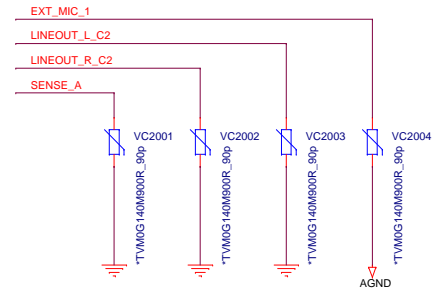 EXT_MIC_1
LINEOUT_L_C2
LINEOUT_R_C2
SENSE_A
VC2001
VC2002
VC2003
VC2004
*TVM0G140M900R_90p
*TVM0G140M900R_90p
*TVM0G140M900R_90p
*TVM0G140M900R_90p
AGND